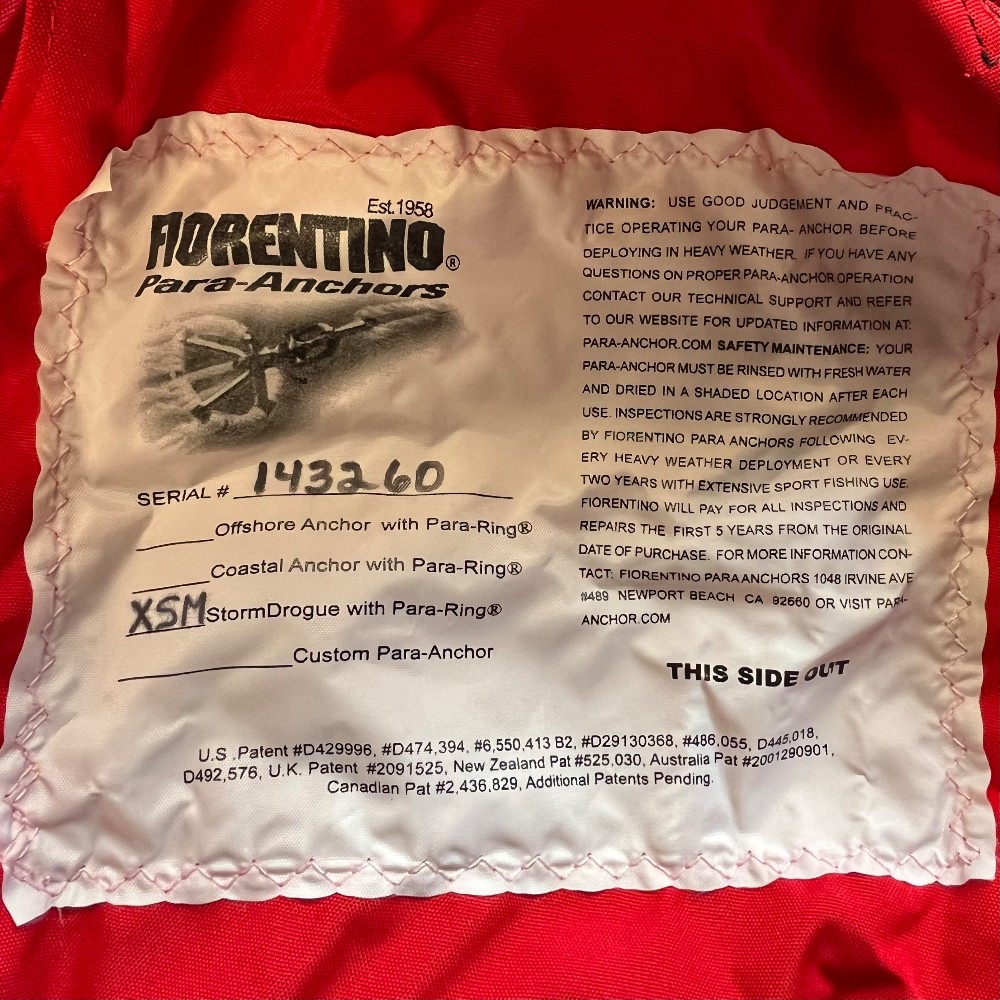 Est.1958
FIORENTINO®
Para-Anchors
SERIAL # 143260
Offshore Anchor with Para-Ring®
Coastal Anchor with Para-Ring®
XSM StormDrogue with Para-Ring®
Custom Para-Anchor
WARNING: USE GOOD JUDGEMENT AND PRAC-
TICE OPERATING YOUR PARA- ANCHOR BEFORE
DEPLOYING IN HEAVY WEATHER. IF YOU HAVE ANY
QUESTIONS ON PROPER PARA-ANCHOR OPERATION
CONTACT OUR TECHNICAL SUPPORT AND REFER
TO OUR WEBSITE FOR UPDATED INFORMATION AT:
PARA-ANCHOR.COM SAFETY MAINTENANCE: YOUR
PARA-ANCHOR MUST BE RINSED WITH FRESH WATER
AND DRIED IN A SHADED LOCATION AFTER EACH
USE. INSPECTIONS ARE STRONGLY RECOMMENDED
BY FIORENTINO PARA ANCHORS FOLLOWING EV-
ERY HEAVY WEATHER DEPLOYMENT OR EVERY
TWO YEARS WITH EXTENSIVE SPORT FISHING USE.
FIORENTINO WILL PAY FOR ALL INSPECTIONS AND
REPAIRS THE FIRST 5 YEARS FROM THE ORIGINAL
DATE OF PURCHASE. FOR MORE INFORMATION CON-
TACT: FIORENTINO PARA ANCHORS 1048 IRVINE AVE
#489 NEWPORT BEACH CA 92660 OR VISIT PARA-
ANCHOR.COM
THIS SIDE OUT
U.S .Patent #D429996, #D474,394, #6,550,413 B2, #D29130368, #486,055, D445,018,
D492,576, U.K. Patent #2091525, New Zealand Pat #525,030, Australia Pat #2001290901,
Canadian Pat #2,436,829, Additional Patents Pending.